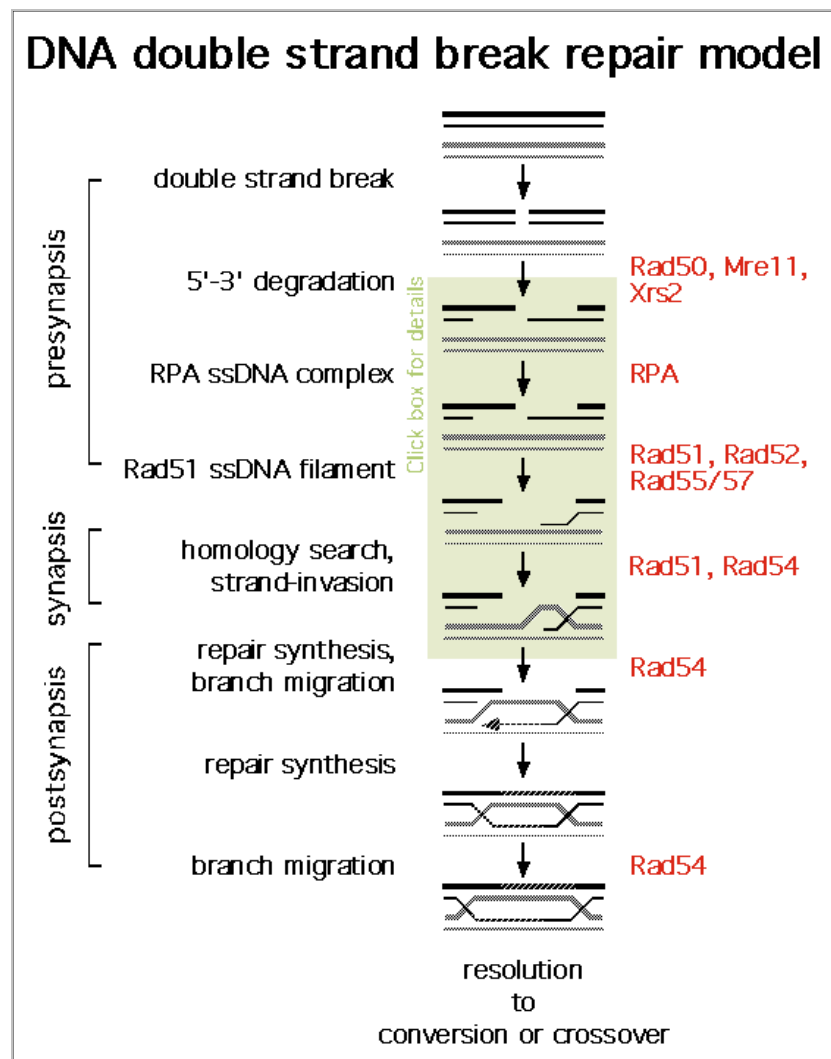 DNA double strand break repair model
double strand break
5'-3' degradation
Rad50, Mre11,
Xrs2
Click box for details
presynapsis
RPA ssDNA complex
RPA
Rad51 ssDNA filament
Rad51, Rad52,
Rad55/57
synapsis
homology search,
strand-invasion
Rad51, Rad54
postsynapsis
repair synthesis,
branch migration
Rad54
repair synthesis
branch migration
Rad54
resolution
to
conversion or crossover